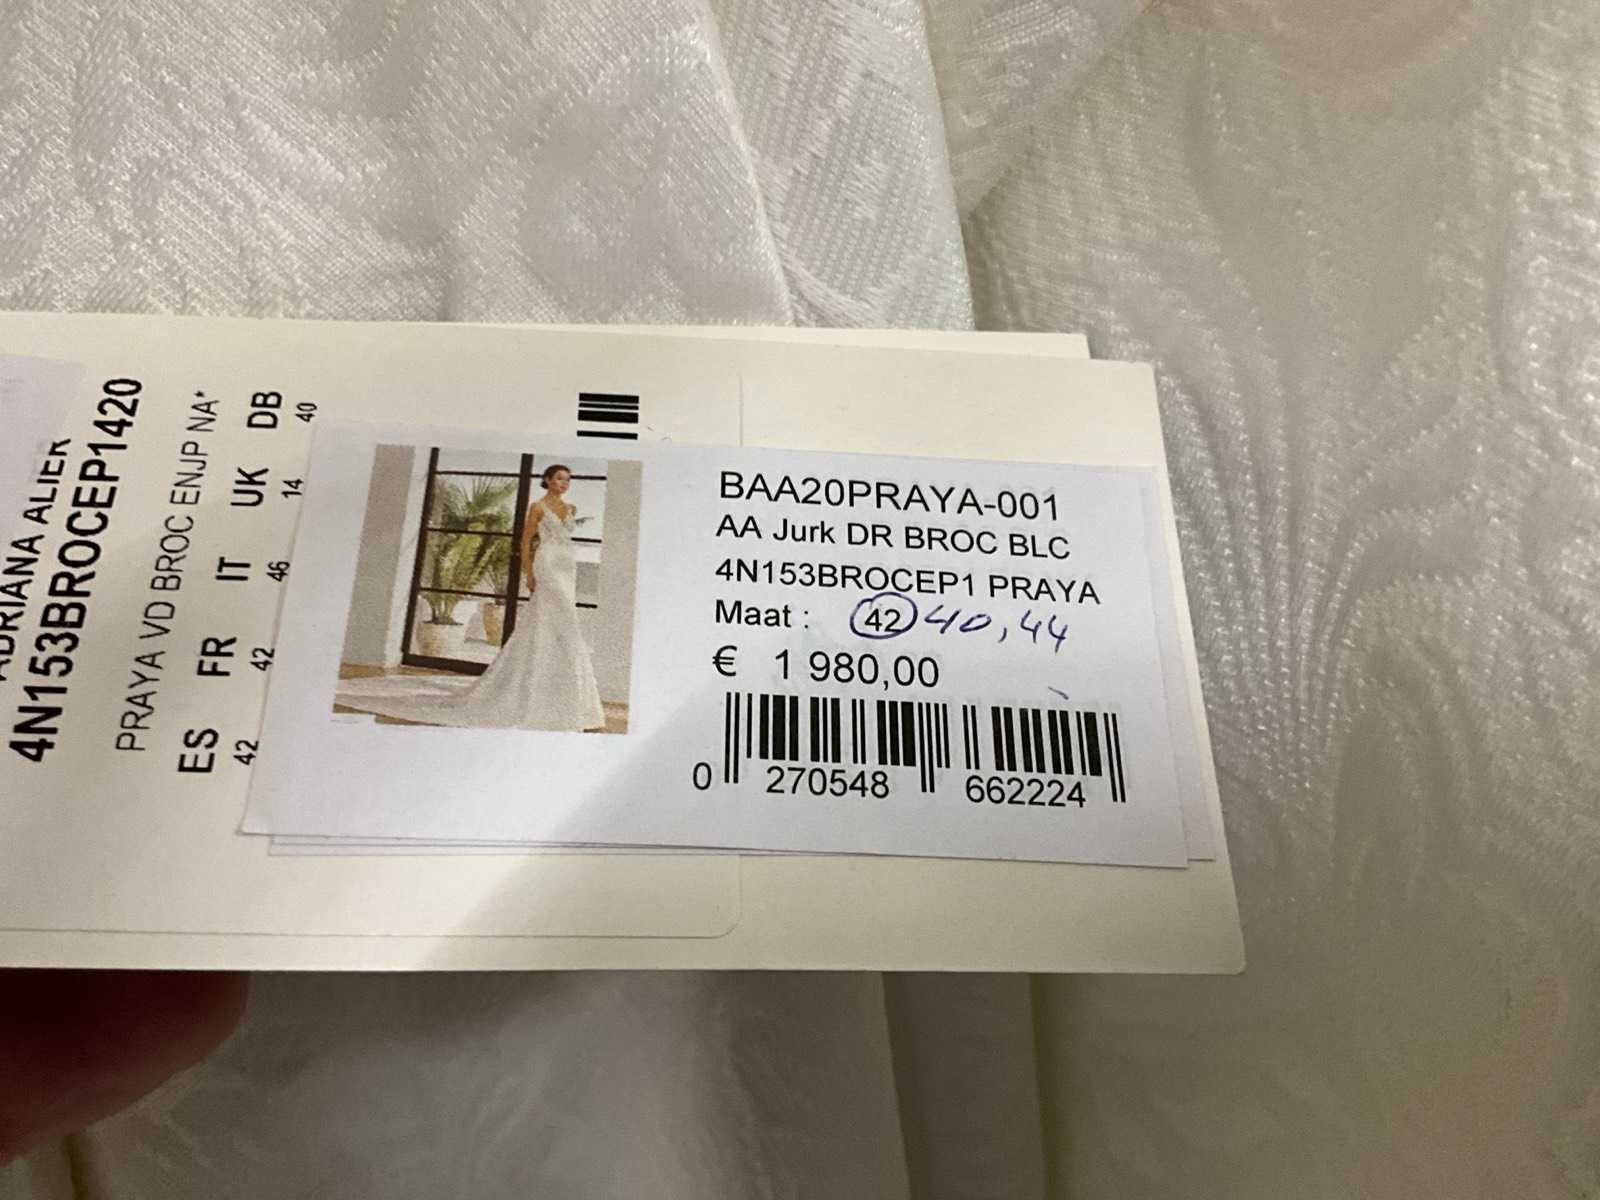 ADRIANA ALIER
4N153BROCEP1420
PRAYA VD BROC ENJP NA*
ES FR IT UK DB
42 42 46 14 40
BAA20PRAYA-001
AA Jurk DR BROC BLC
4N153BROCEP1 PRAYA
Maat : 42 40, 44
€ 1 980,00
0 270548 662224